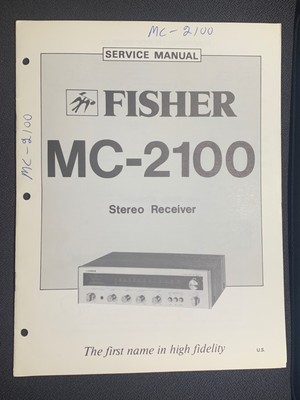 MC-2100
SERVICE MANUAL
FISHER
MC-2100
MC-2100
Stereo Receiver
The first name in high fidelity
U.S.